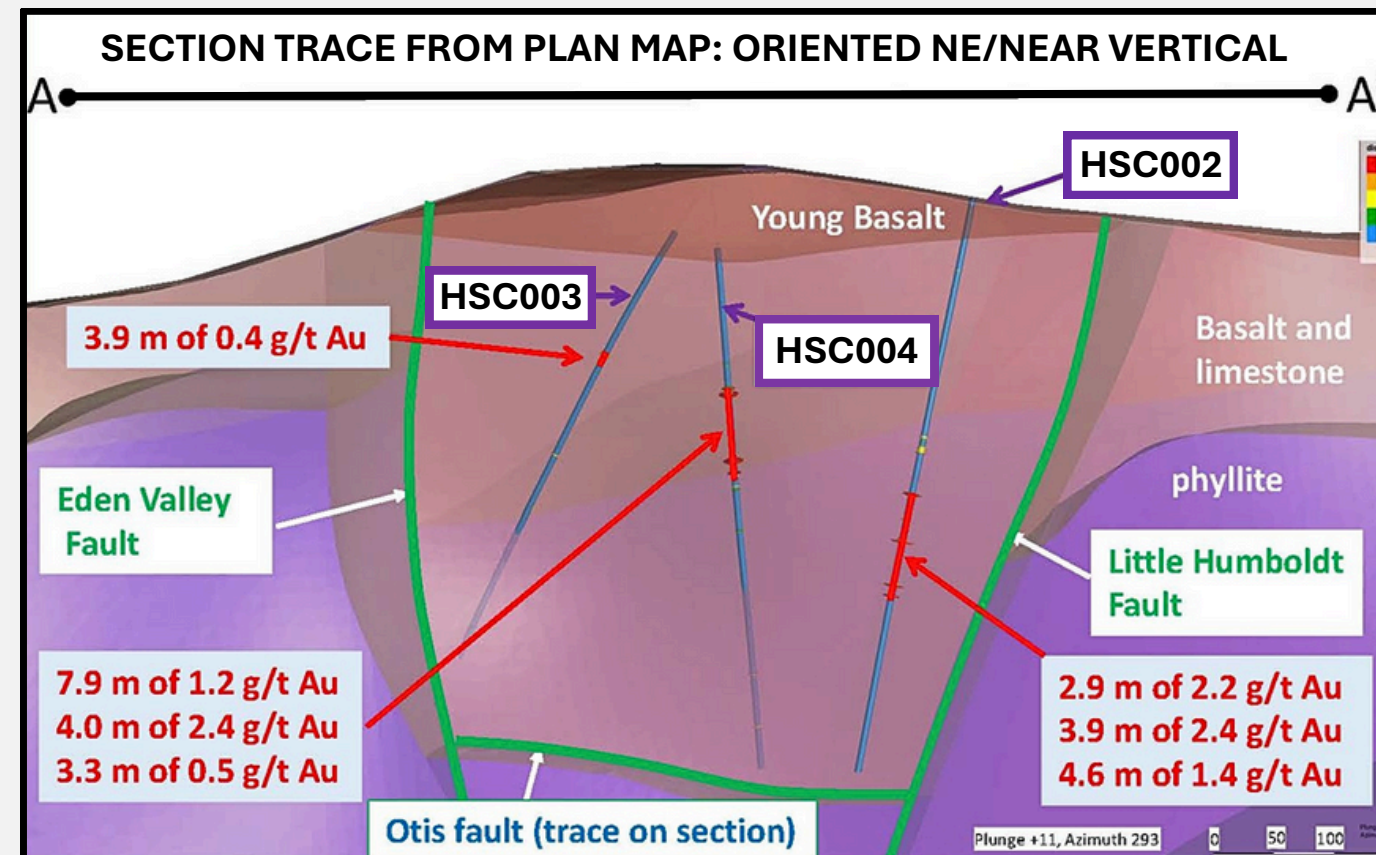 SECTION TRACE FROM PLAN MAP: ORIENTED NE/NEAR VERTICAL
A
A
HSC002
Young Basalt
HSC003
3.9 m of 0.4 g/t Au
HSC004
Basalt and
limestone
phyllite
Eden Valley
Fault
Little Humboldt
Fault
7.9 m of 1.2 g/t Au
4.0 m of 2.4 g/t Au
3.3 m of 0.5 g/t Au
2.9 m of 2.2 g/t Au
3.9 m of 2.4 g/t Au
4.6 m of 1.4 g/t Au
Otis fault (trace on section)
Plunge +11, Azimuth 293
0 50 100